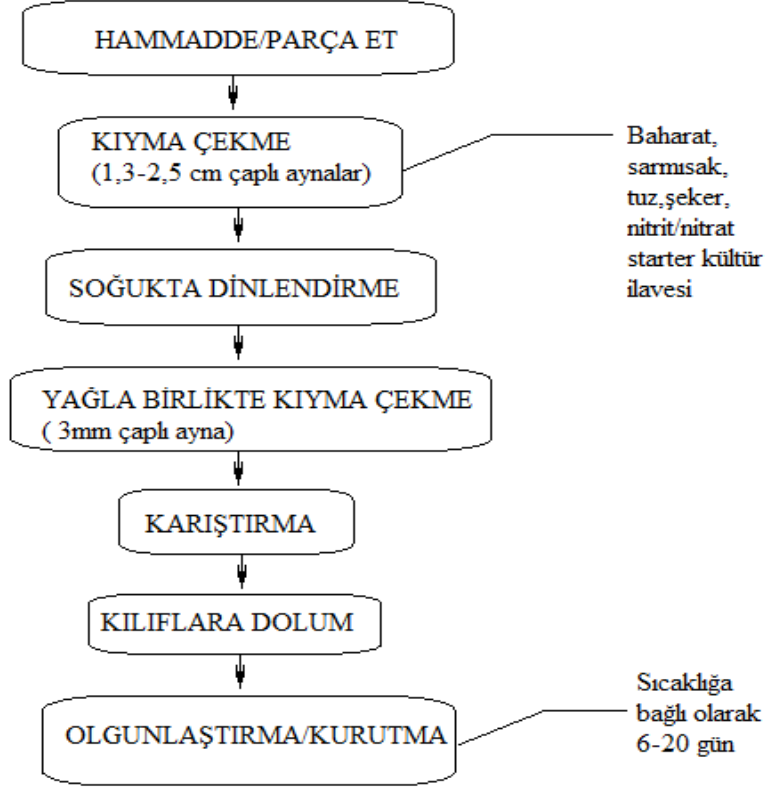 HAMMADDE/PARÇA ET
KIYMA ÇEKME
(1,3-2,5 cm çaplı aynalar)
Baharat,
sarmısak,
tuz,şeker,
nitrit/nitrat
starter kültür
ilavesi
SOĞUKTA DİNLENDİRME
YAĞLA BİRLİKTE KIYMA ÇEKME
( 3mm çaplı ayna)
KARIŞTIRMA
KILIFLARA DOLUM
OLGUNLAŞTIRMA/KURUTMA
Sıcaklığa
bağlı olarak
6-20 gün